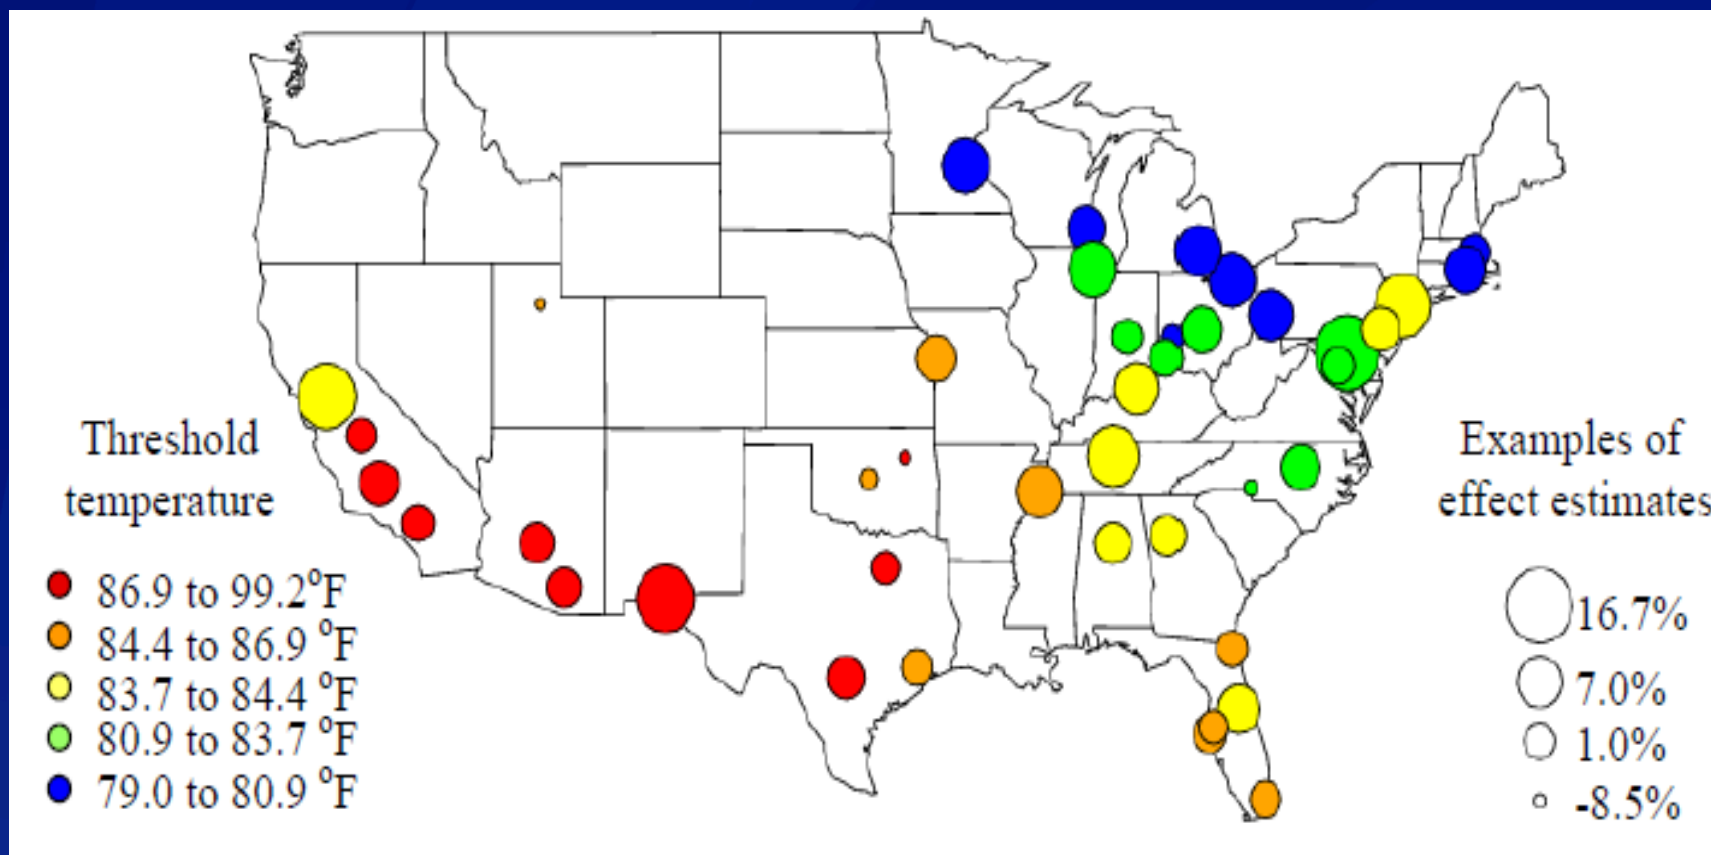 Threshold
temperature
86.9 to 99.2°F
84.4 to 86.9 °F
83.7 to 84.4 °F
80.9 to 83.7 °F
79.0 to 80.9 °F
Examples of
effect estimates
16.7%
7.0%
1.0%
-8.5%